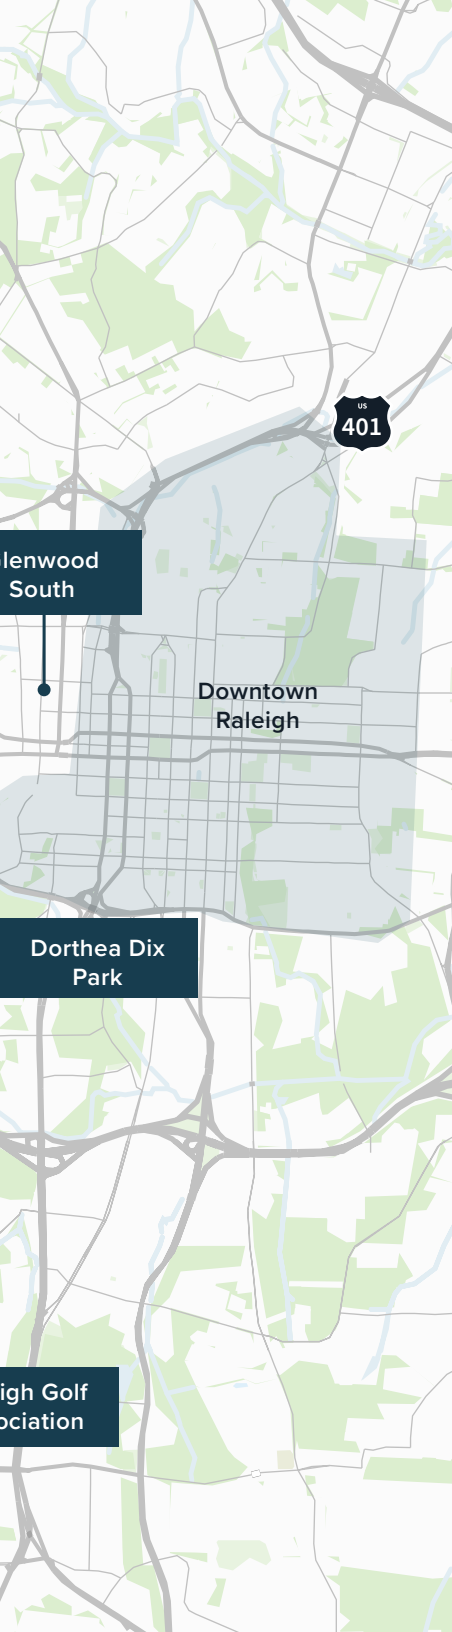 US
401
lenwood
South
Downtown
Raleigh
Dorthea Dix
Park
igh Golf
ociation